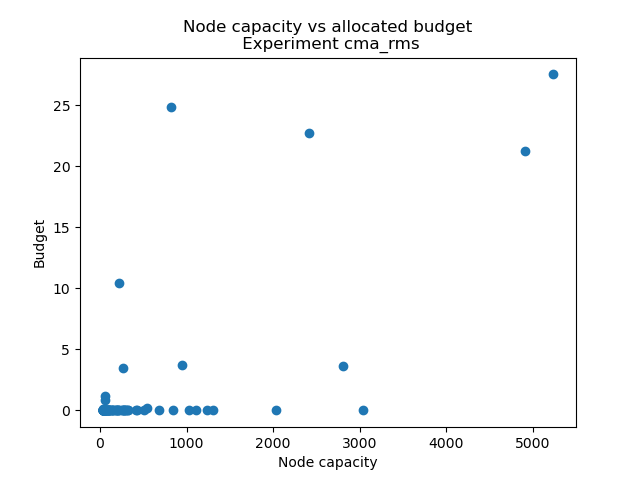 Node capacity vs allocated budget
Experiment cma_rms
25
20
15
10
5
0
Budget
0 1000 2000 3000 4000 5000
Node capacity